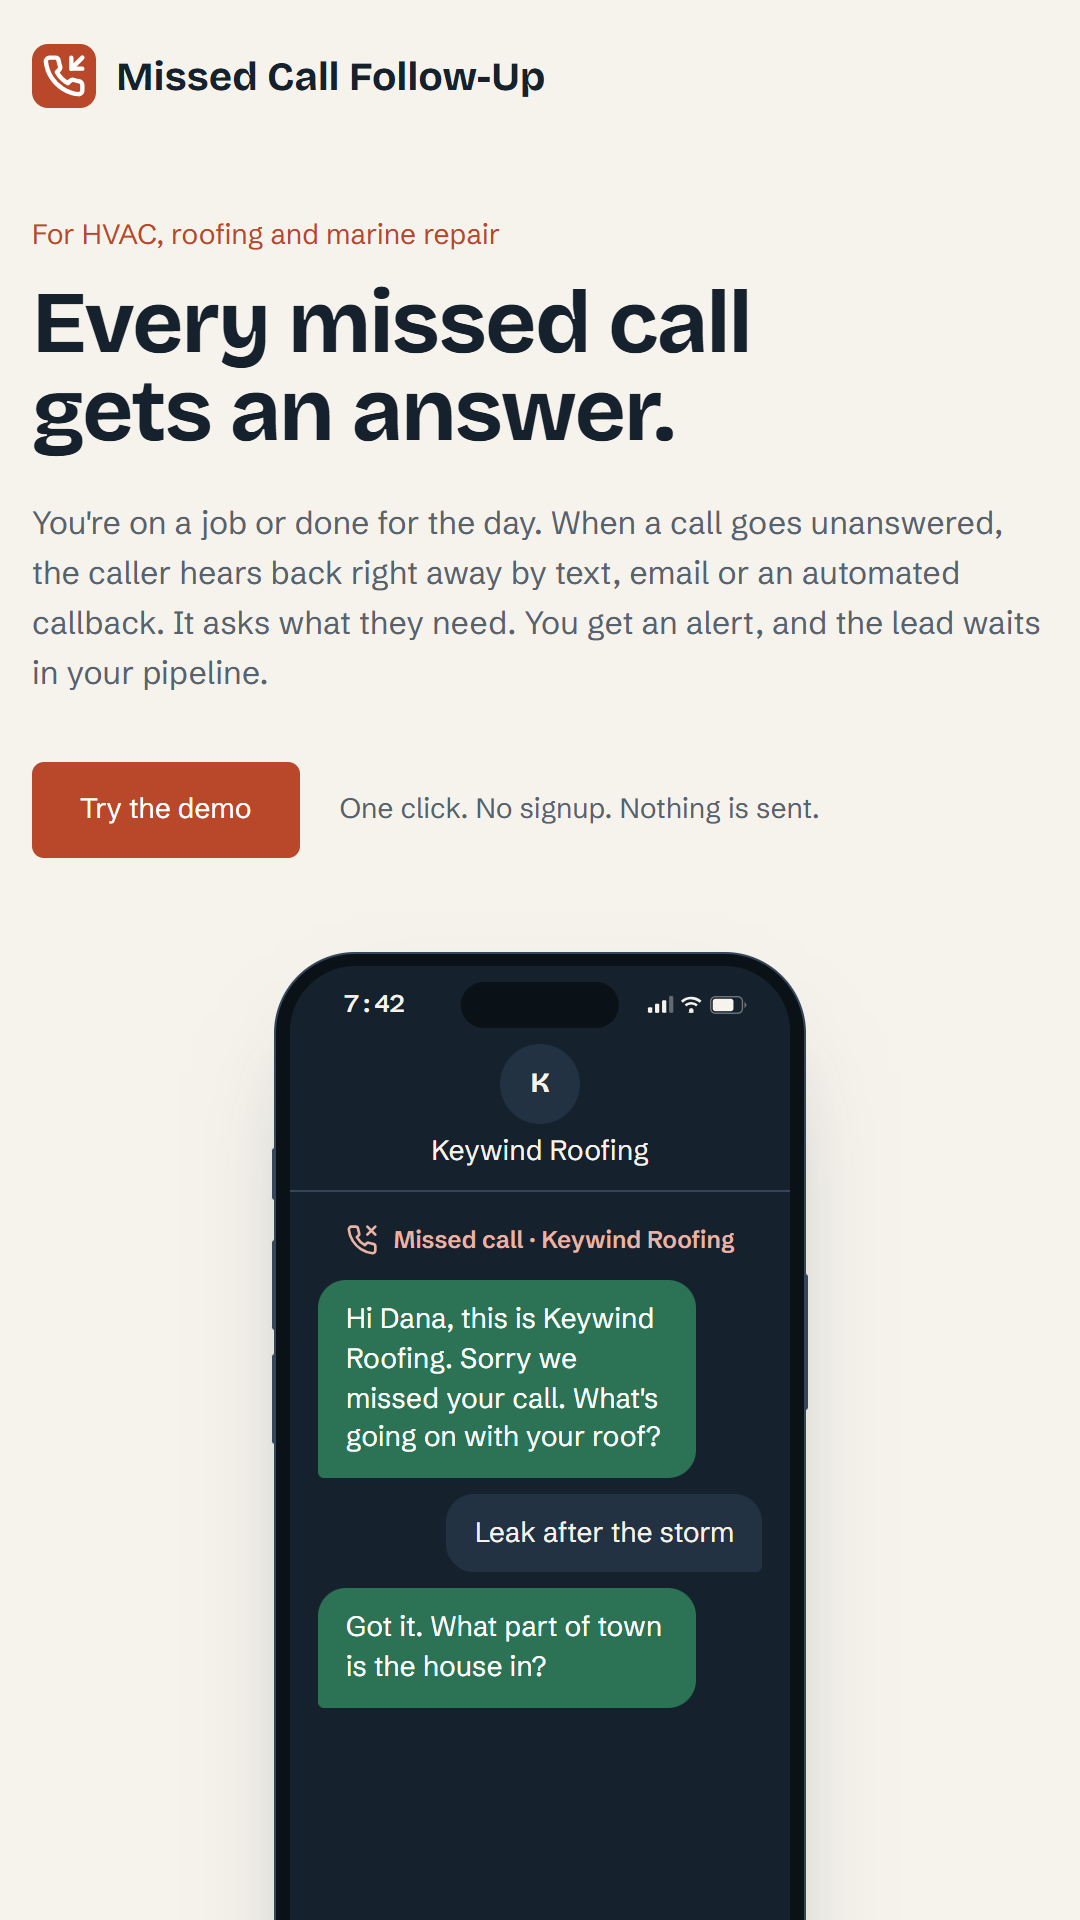 Missed Call Follow-Up
For HVAC, roofing and marine repair
Every missed call
gets an answer.
You're on a job or done for the day. When a call goes unanswered,
the caller hears back right away by text, email or an automated
callback. It asks what they need. You get an alert, and the lead waits
in your pipeline.
Try the demo
One click. No signup. Nothing is sent.
7:42
K
Keywind Roofing
Missed call · Keywind Roofing
Hi Dana, this is Keywind
Roofing. Sorry we
missed your call. What's
going on with your roof?
Leak after the storm
Got it. What part of town
is the house in?